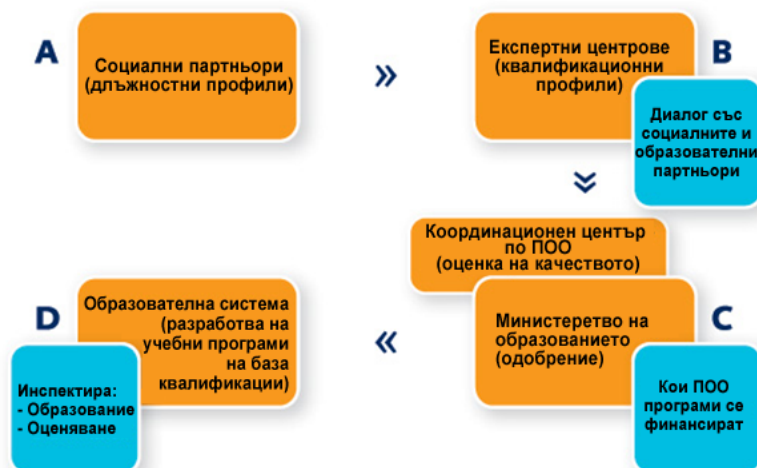 A
Социални партньори
(длъжностни профили)
»
Експертни центрове
(квалификационни
профили)
B
Диалог със
социалните и
образователни
партньори
Координационен център
по ПОО
(оценка на качеството)
Министеретво на
образованието
(одобрение)
C
Кои ПОО
програми се
финансират
«
D
Образователна система
(разработва на
учебни програми
на база
квалификации)
Инспектира:
- Образование
- Оценяване